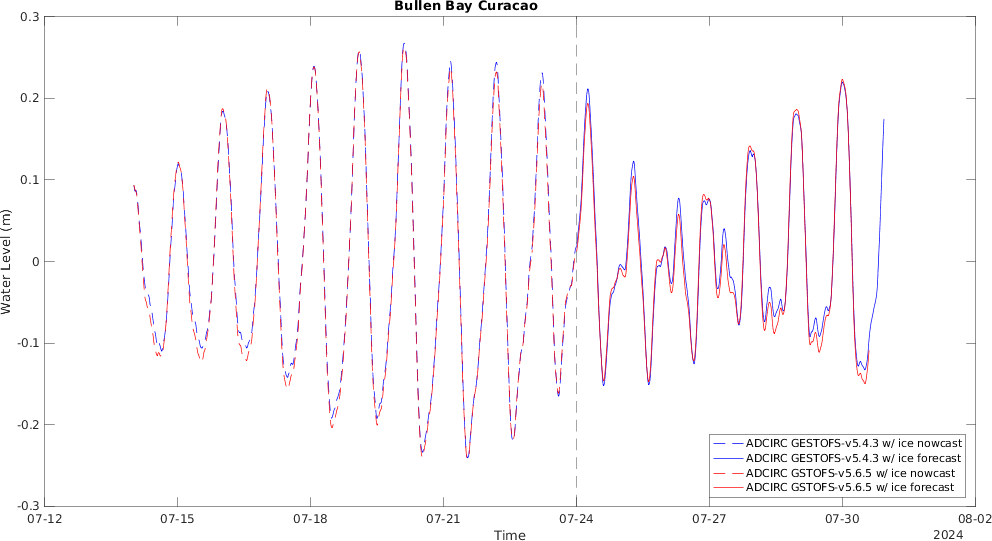 Bullen Bay Curacao
0.3
0.2
0.1
0
-0.1
-0.2
-0.3
Water Level (m)
07-12
07-15
07-18
07-21
07-24
07-27
07-30
08-02
Time
2024
ADCIRC GESTOFS-v5.4.3 w/ ice nowcast
ADCIRC GESTOFS-v5.4.3 w/ ice forecast
ADCIRC GSTOFS-v5.6.5 w/ ice nowcast
ADCIRC GSTOFS-v5.6.5 w/ ice forecast